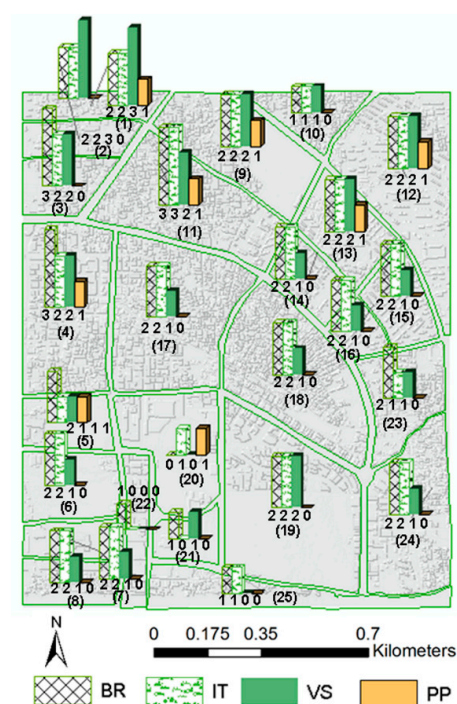 2 2 3 1
(1)
2 2 3 0
(2)
3 2 2 0
(3)
2 2 2 1
(9)
1 1 1 0
(10)
2 2 2 1
(12)
3 3 2 1
(11)
2 2 2 1
(13)
3 2 2 1
(4)
2 2 1 0
(17)
2 2 1 0
(14)
2 2 1 0
(15)
2 2 1 0
(16)
2 2 1 0
(18)
2 1 1 0
(23)
2 1 1 1
(5)
0 1 0 1
(20)
2 2 1 0
(6)
1 0 0 0
(22)
1 0 1 0
(21)
2 2 2 0
(19)
2 2 1 0
(24)
2 2 1 0
(8)
2 2 1 0
(7)
1 1 0 0 (25)
N
0 0.175 0.35 0.7
Kilometers
BR IT VS PP